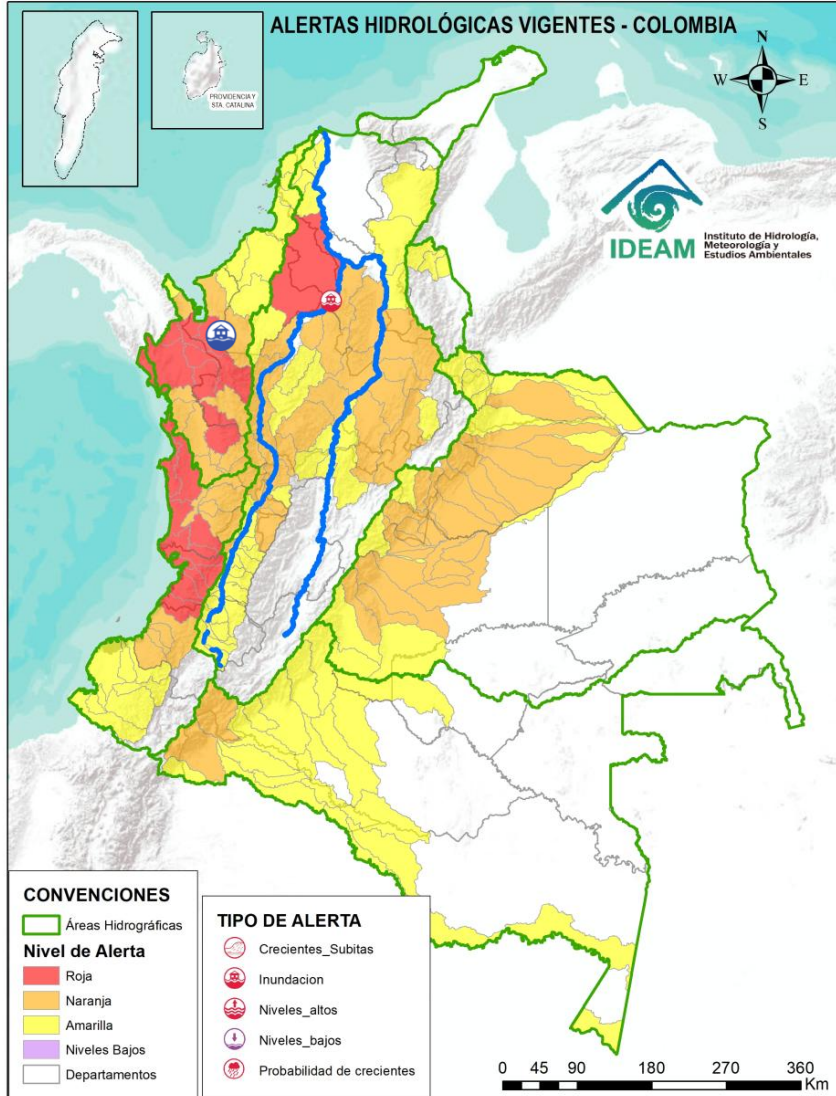 ALERTAS HIDROLÓGICAS VIGENTES - COLOMBIA
PROVIDENCIA Y
STA. CATALINA
N
W
E
S
IDEAM
Instituto de Hidrología,
Meteorología y
Estudios Ambientales
CONVENCIONES
Áreas Hidrográficas
Nivel de Alerta
Roja
Naranja
Amarilla
Niveles Bajos
Departamentos
TIPO DE ALERTA
Crecientes_Subitas
Inundacion
Niveles_altos
Niveles_bajos
Probabilidad de crecientes
0 45 90 180 270 360
Km